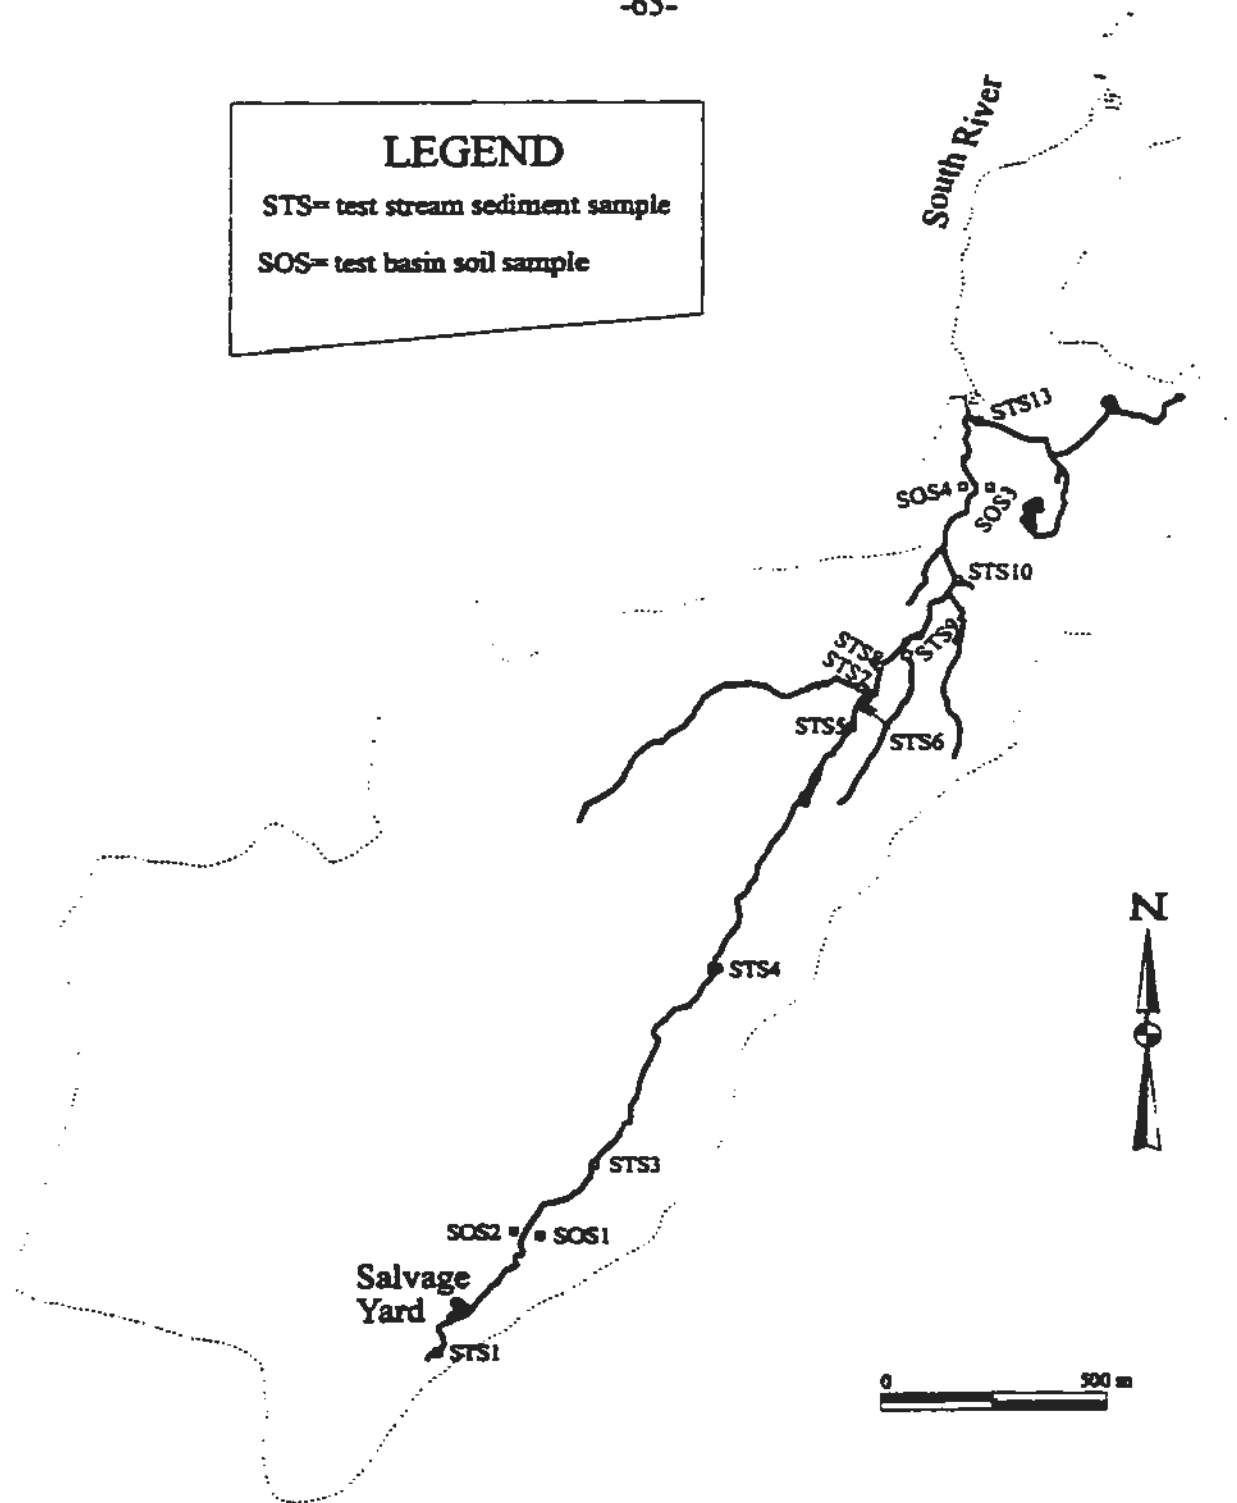 -65-
LEGEND
STS= test stream sediment sample
SOS= test basin soil sample
South River
STS13
SOS4
SOS3
STS10
STS9
STS8
STS7
STS5
STS6
N
STS4
STS3
SOS2
SOS1
Salvage
Yard
STS1
0
500 m